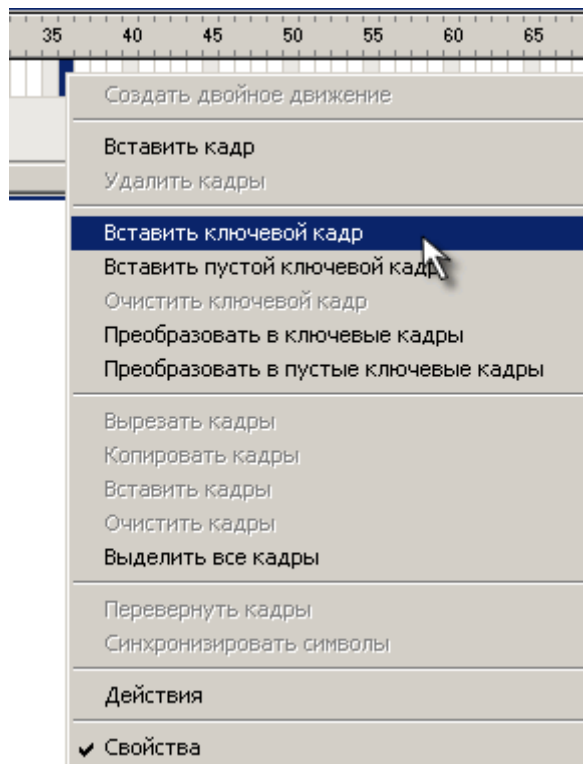 35 40 45 50 55 60 65
Создать двойное движение
Вставить кадр
Удалить кадры
Вставить ключевой кадр
Вставить пустой ключевой кадр
Очистить ключевой кадр
Преобразовать в ключевые кадры
Преобразовать в пустые ключевые кадры
Вырезать кадры
Копировать кадры
Вставить кадры
Очистить кадры
Выделить все кадры
Перевернуть кадры
Синхронизировать символы
Действия
Свойства